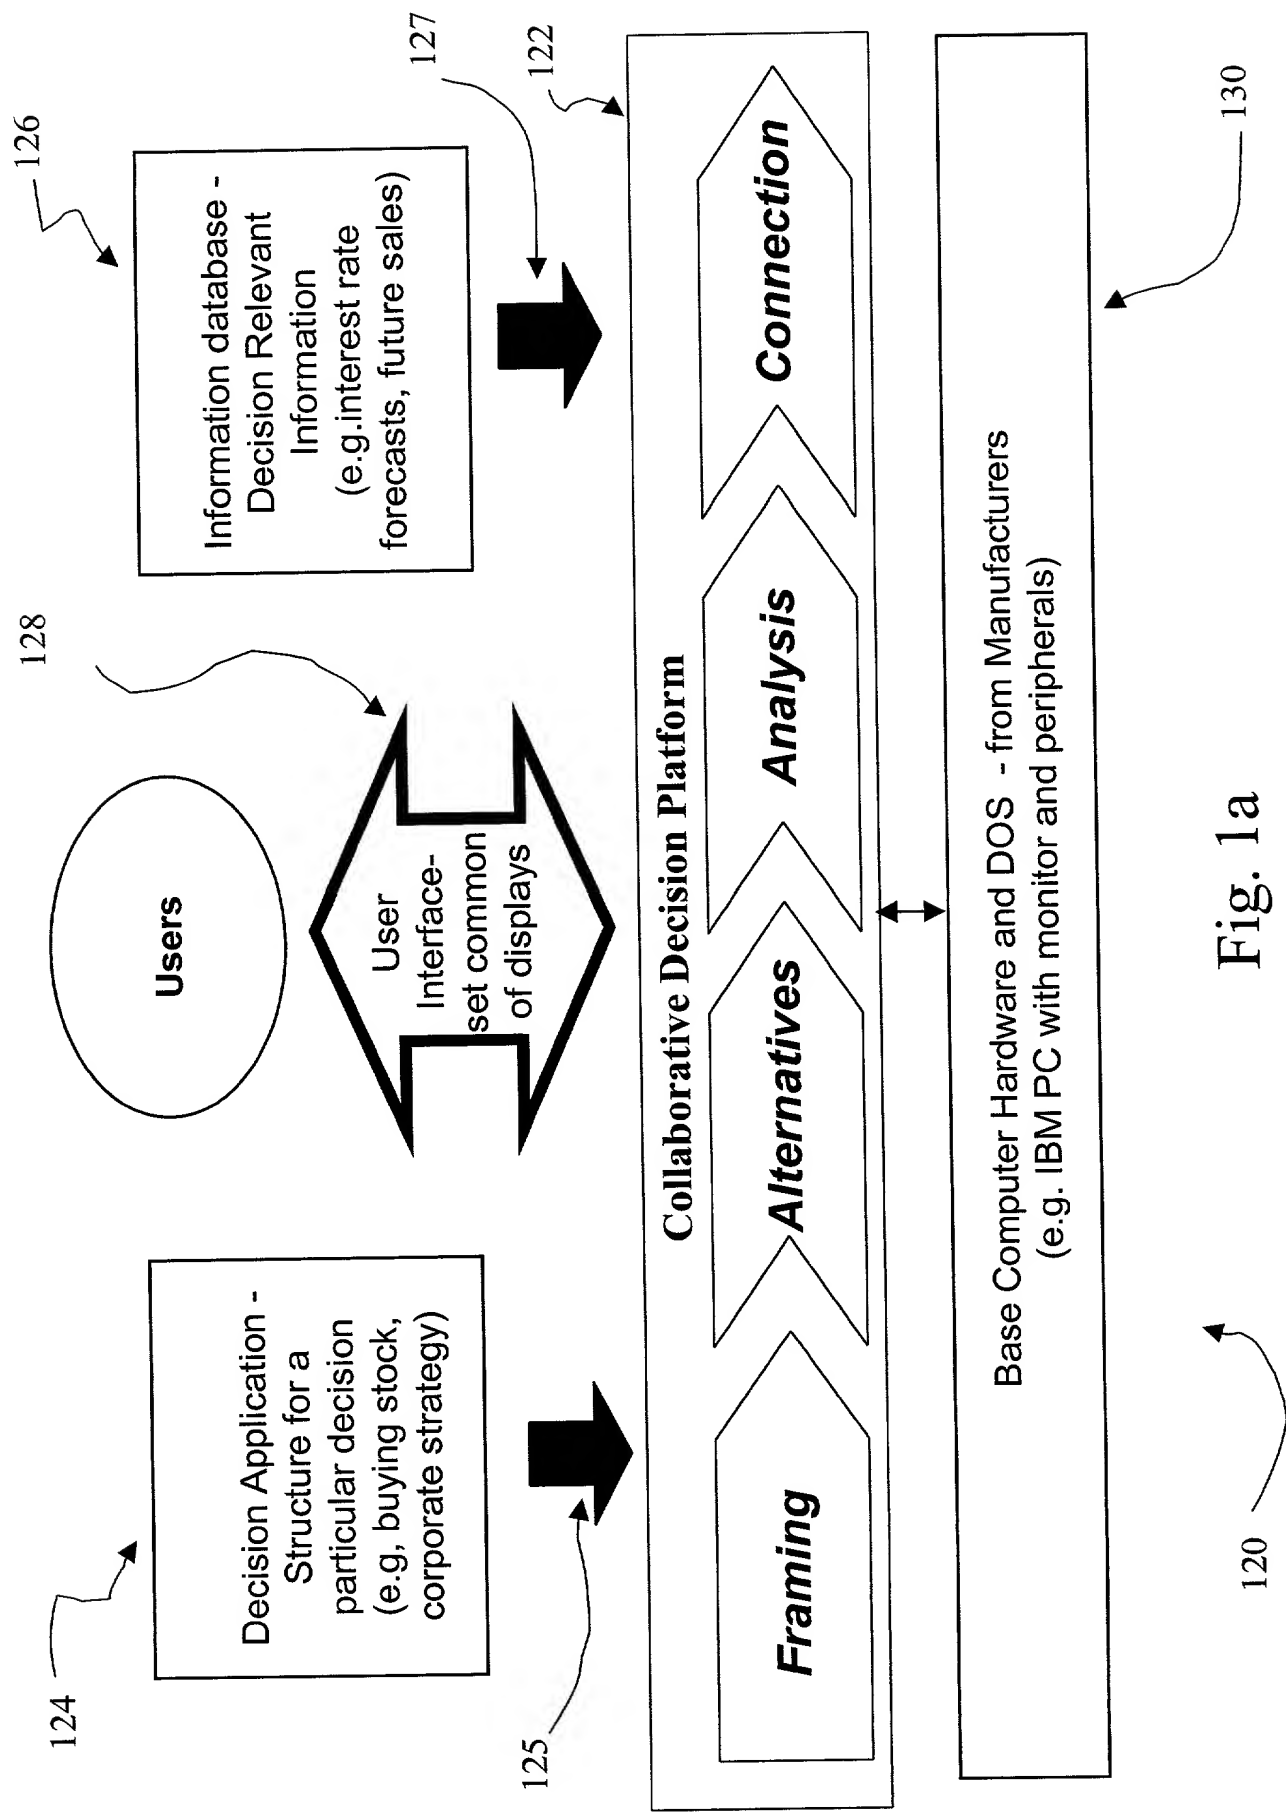 124
Decision Application -
Structure for a
particular decision
(e.g, buying stock,
corporate strategy)
125
Users
128
User
Interface-
set common
of displays
126
Information database -
Decision Relevant
Information
(e.g.interest rate
forecasts, future sales)
127
122
Collaborative Decision Platform
Framing
Alternatives
Analysis
Connection
Base Computer Hardware and DOS - from Manufacturers
(e.g. IBM PC with monitor and peripherals)
130
120
Fig. 1a